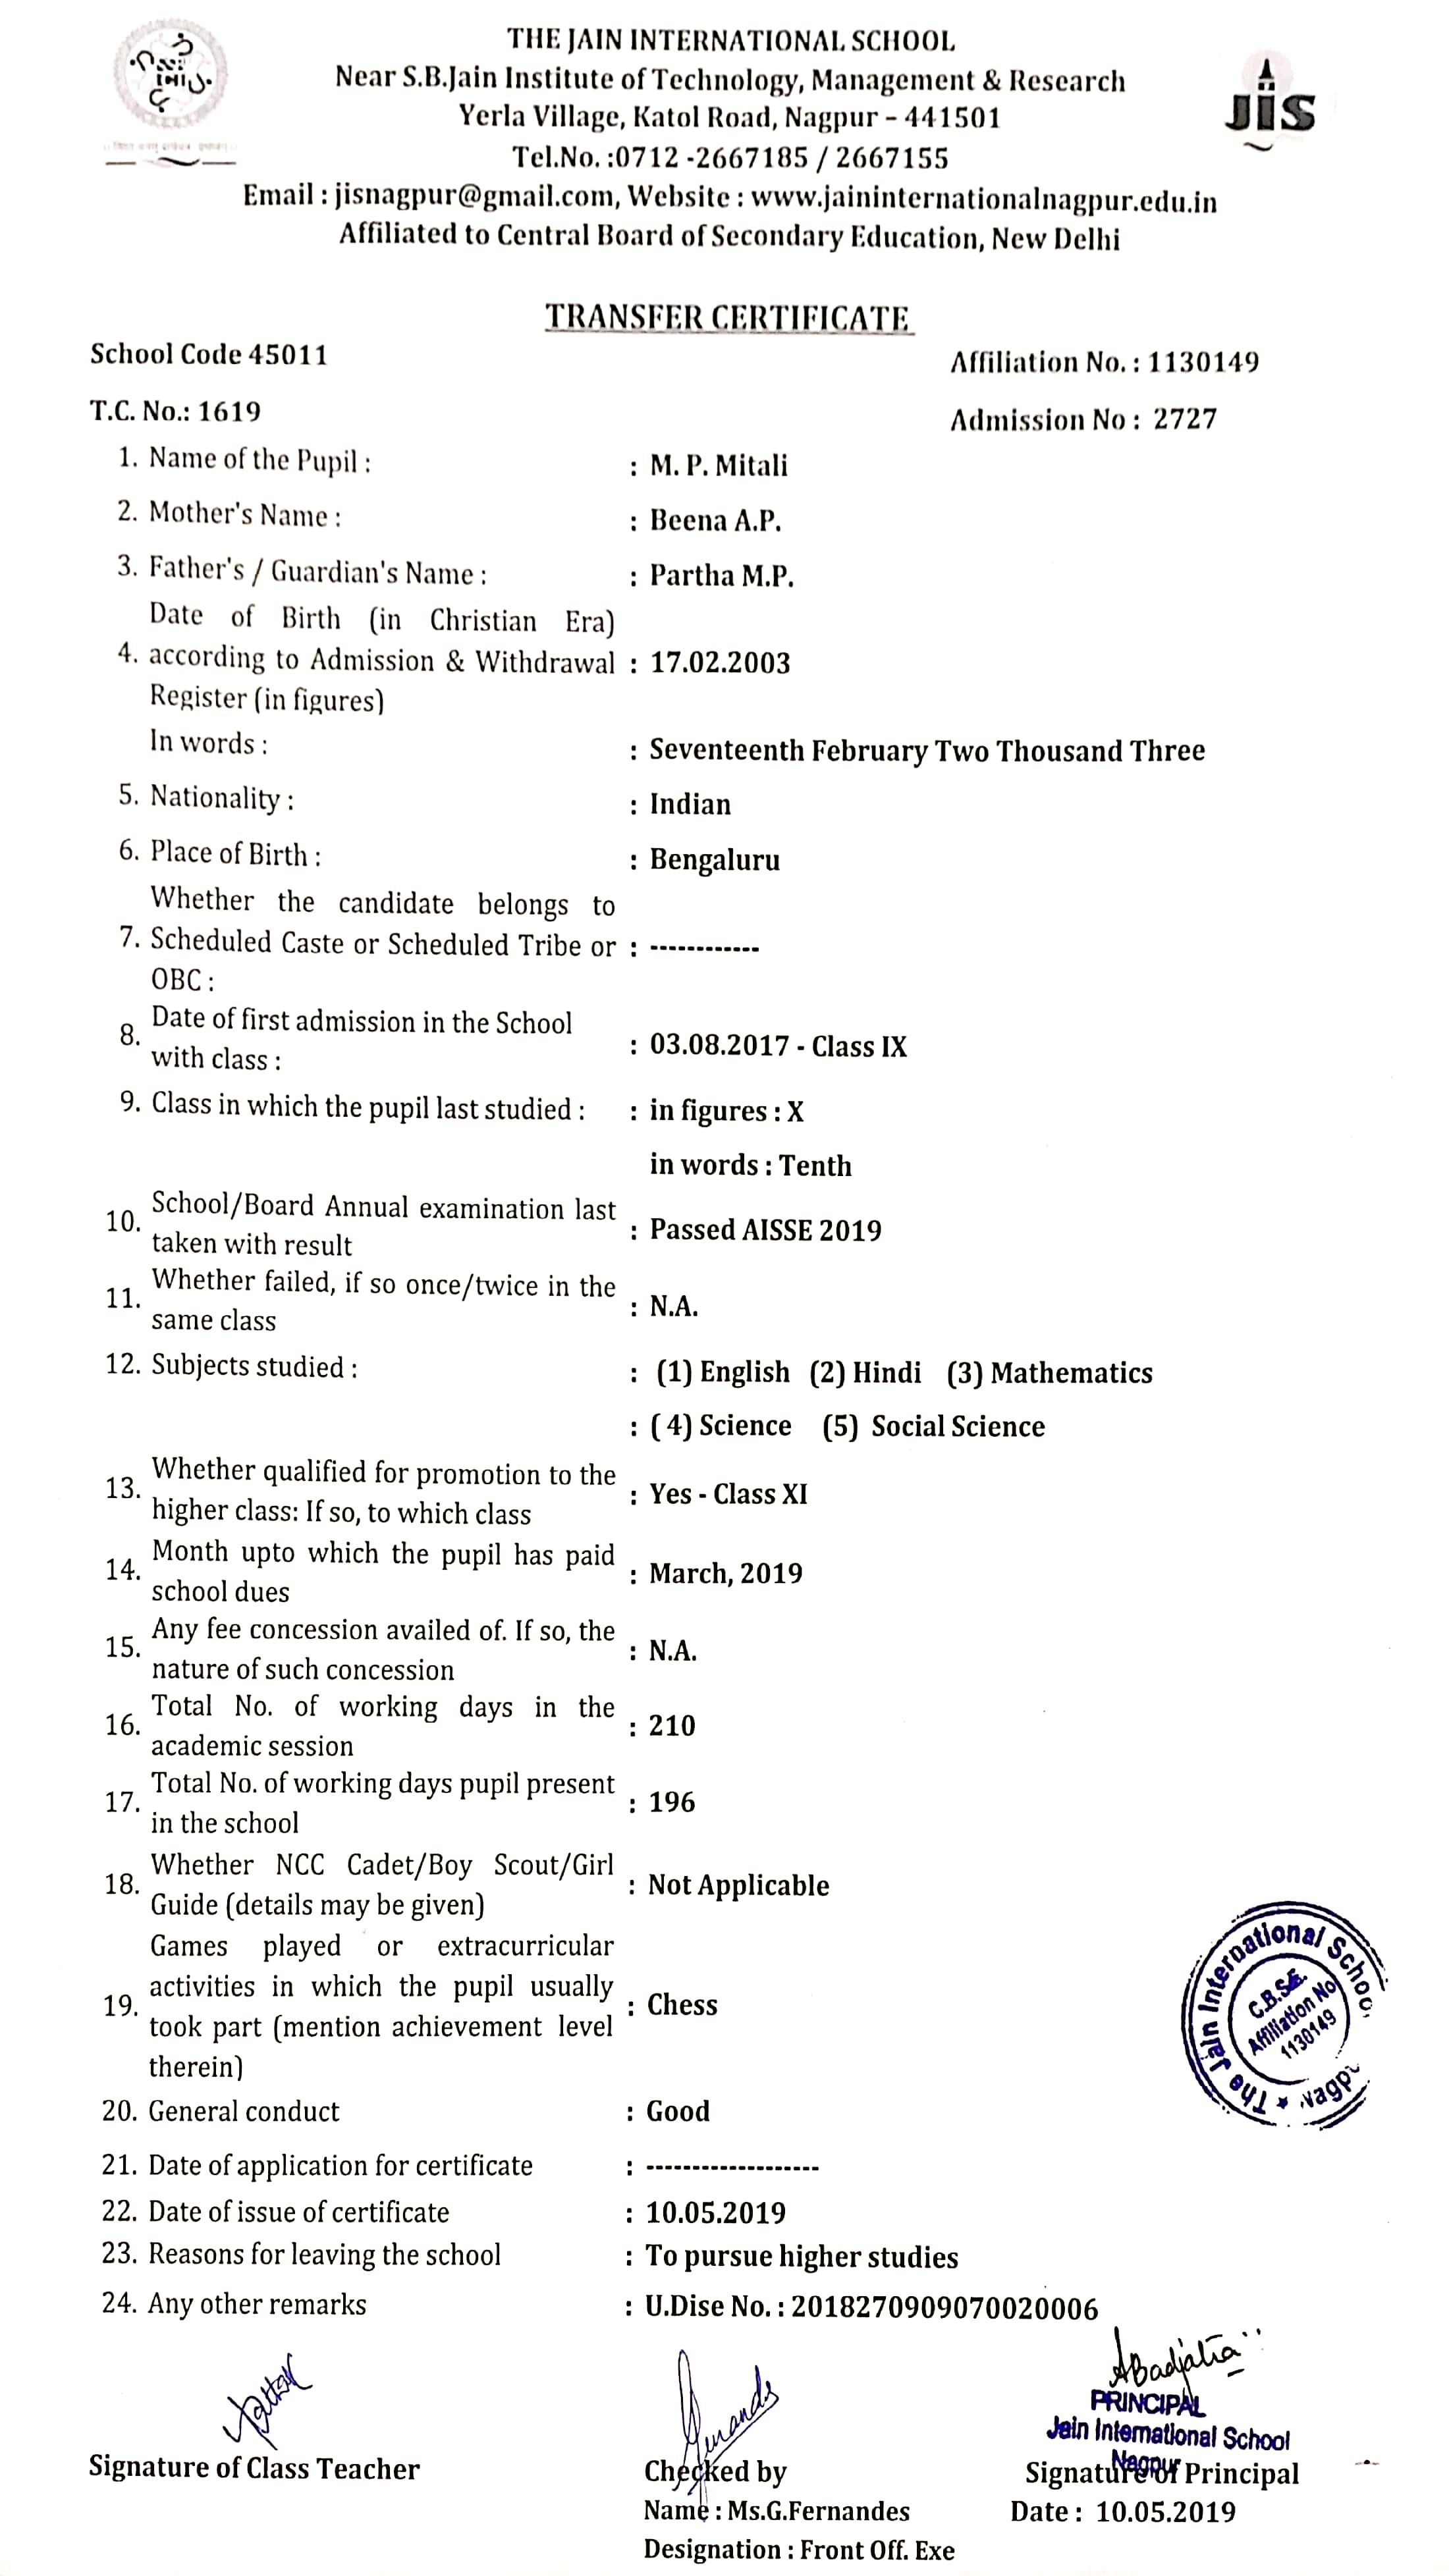 THE JAIN INTERNATIONAL SCHOOL
Near S.B.Jain Institute of Technology, Management & Research
Yerla Village, Katol Road, Nagpur – 441501
Tel.No. :0712 -2667185 / 2667155
Email : jisnagpur@gmail.com, Website : www.jaininternationalnagpur.edu.in
Affiliated to Central Board of Secondary Education, New Delhi
JIS
TRANSFER CERTIFICATE
School Code 45011
Affiliation No. : 1130149
T.C. No.: 1619
Admission No : 2727
1. Name of the Pupil : : M. P. Mitali
2. Mother's Name : : Beena A.P.
3. Father's / Guardian's Name : : Partha M.P.
Date of Birth (in Christian Era)
4. according to Admission & Withdrawal : 17.02.2003
Register (in figures)
In words : : Seventeenth February Two Thousand Three
5. Nationality : : Indian
6. Place of Birth : : Bengaluru
Whether the candidate belongs to
7. Scheduled Caste or Scheduled Tribe or : ------------
OBC :
8. Date of first admission in the School
with class : : 03.08.2017 - Class IX
9. Class in which the pupil last studied : : in figures : X
in words : Tenth
10. School/Board Annual examination last
taken with result : Passed AISSE 2019
11. Whether failed, if so once/twice in the
same class : N.A.
12. Subjects studied : : (1) English (2) Hindi (3) Mathematics
: ( 4) Science (5) Social Science
13. Whether qualified for promotion to the
higher class: If so, to which class : Yes - Class XI
14. Month upto which the pupil has paid
school dues : March, 2019
15. Any fee concession availed of. If so, the
nature of such concession : N.A.
16. Total No. of working days in the
academic session : 210
17. Total No. of working days pupil present
in the school : 196
18. Whether NCC Cadet/Boy Scout/Girl
Guide (details may be given) : Not Applicable
Games played or extracurricular
activities in which the pupil usually
19. took part (mention achievement level : Chess
therein)
The Jain International School
C.B.S.E.
Affiliation No
1130149
20. General conduct : Good
21. Date of application for certificate : -------------------
22. Date of issue of certificate : 10.05.2019
23. Reasons for leaving the school : To pursue higher studies
24. Any other remarks : U.Dise No. : 2018270909070020006
PRINCIPAL
Jain International School
Nagpur
Signature of Class Teacher
Checked by
Signature of Principal
Name : Ms.G.Fernandes
Date : 10.05.2019
Designation : Front Off. Exe